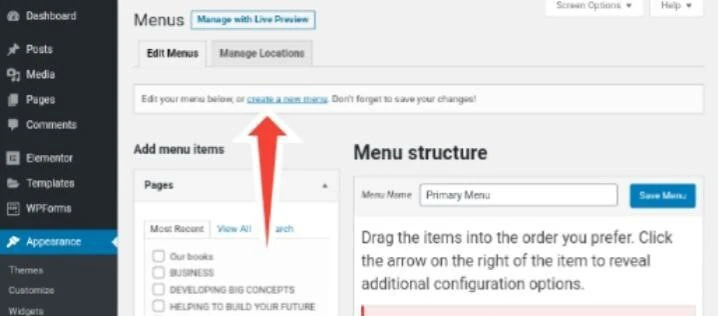 Dashboard
Posts
Media
Pages
Comments
Elementor
Templates
WPForms
Appearance
Themes
Customize
Widgets
Screen Options ▼
Help ▼
Menus
Manage with Live Preview
Edit Menus
Manage Locations
Edit your menu below, or create a new menu. Don't forget to save your changes!
Add menu items
Pages
Most Recent
View All
arch
Our books
BUSINESS
DEVELOPING BIG CONCEPTS
HELPING TO BUILD YOUR FUTURE
Menu structure
Menu Name
Primary Menu
Save Menu
Drag the items into the order you prefer. Click
the arrow on the right of the item to reveal
additional configuration options.